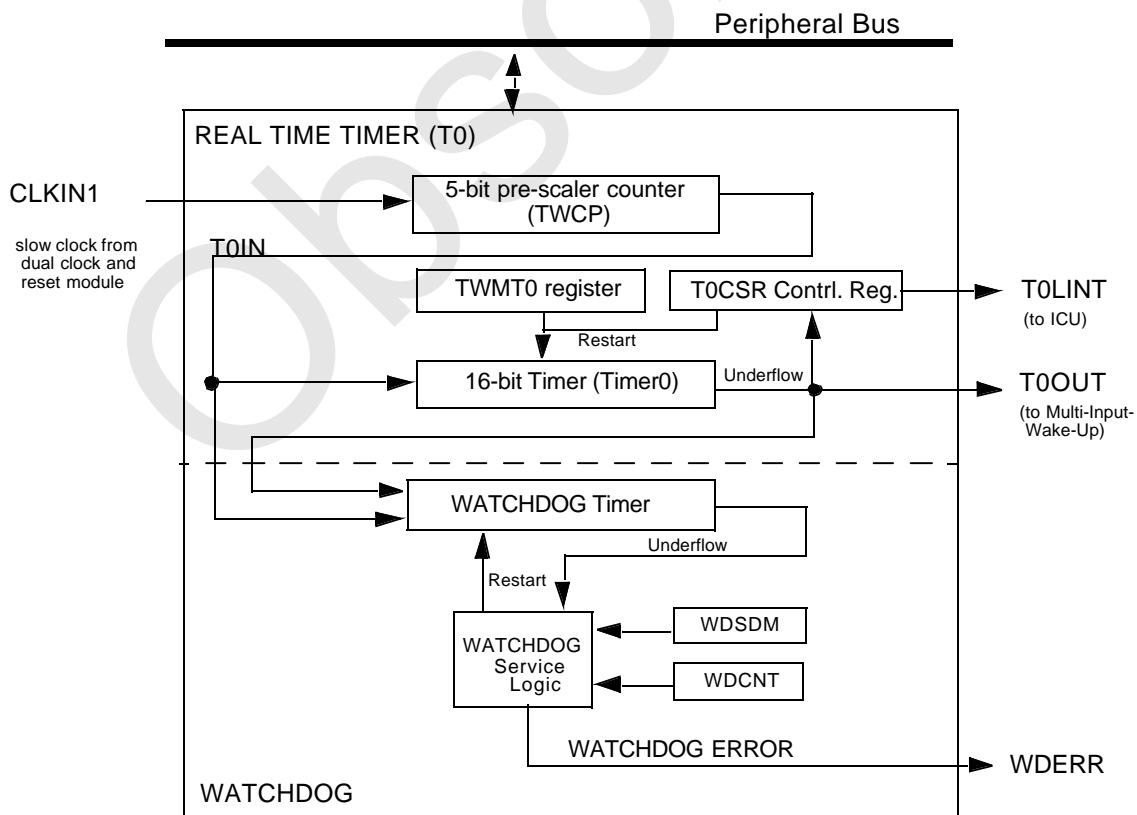 Peripheral Bus
REAL TIME TIMER (T0)
CLKIN1
5-bit pre-scaler counter
(TWCP)
slow clock from
dual clock and
reset module
T0IN
TWMT0 register
T0CSR Contrl. Reg.
T0LINT
(to ICU)
Restart
16-bit Timer (Timer0)
Underflow
T0OUT
(to Multi-Input-
Wake-Up)
WATCHDOG Timer
Underflow
Restart
WATCHDOG
Service
Logic
WDSDM
WDCNT
WATCHDOG ERROR
WDERR
WATCHDOG
Obso